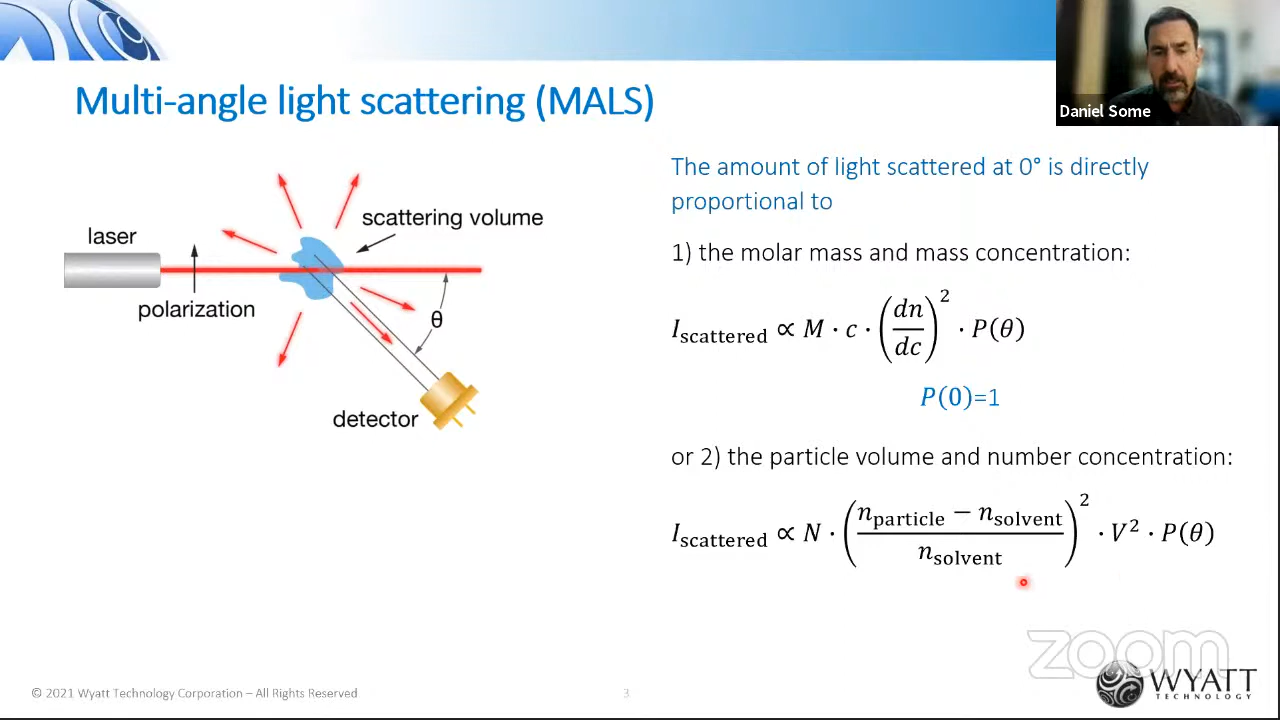 Daniel Some
Multi-angle light scattering (MALS)
laser
polarization
scattering volume
θ
detector
The amount of light scattered at 0° is directly
proportional to
1) the molar mass and mass concentration:
I_scattered ∝ M · c · (dn/dc)² · P(θ)
P(0)=1
or 2) the particle volume and number concentration:
I_scattered ∝ N · ((n_particle − n_solvent)/n_solvent)² · V² · P(θ)
zoom
© 2021 Wyatt Technology Corporation – All Rights Reserved
3
WYATT
TECHNOLOGY